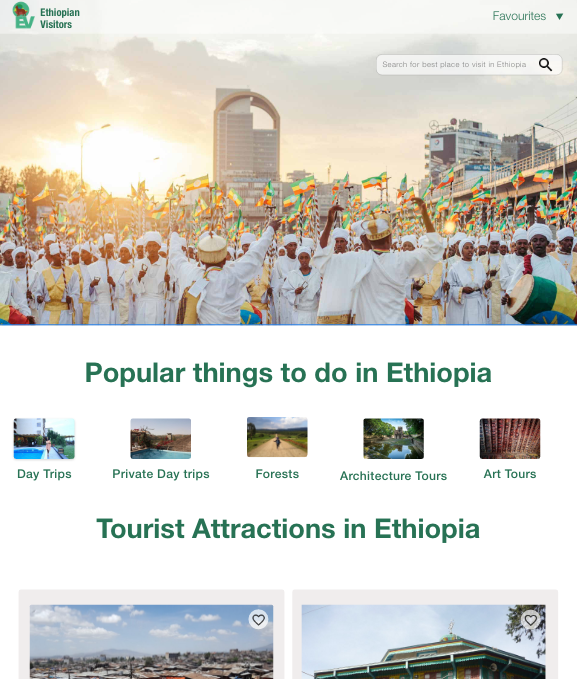 Ethiopian
Visitors
EV
Favourites
Search for best place to visit in Ethiopia
Popular things to do in Ethiopia
Day Trips
Private Day trips
Forests
Architecture Tours
Art Tours
Tourist Attractions in Ethiopia